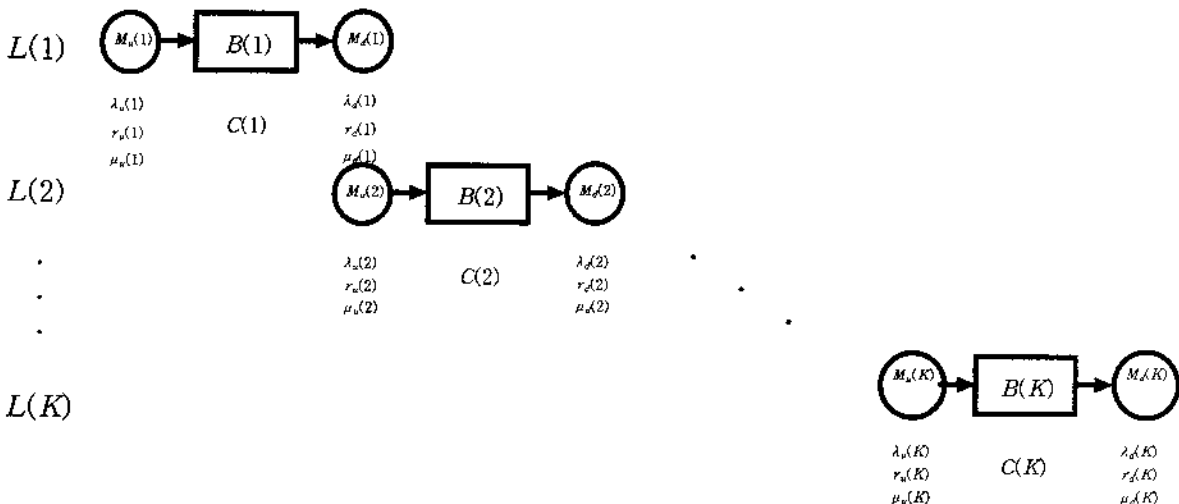 L(1) M_u(1) B(1) M_d(1)
λ_u(1) λ_d(1)
r_u(1) C(1) r_d(1)
μ_u(1) μ_d(1)
L(2) M_u(2) B(2) M_d(2)
λ_u(2) C(2) λ_d(2)
r_u(2) r_d(2)
μ_u(2) μ_u(2)
L(K) M_u(K) B(K) M_d(K)
λ_u(K) C(K) λ_d(K)
r_u(K) r_d(K)
μ_u(K) μ_d(K)